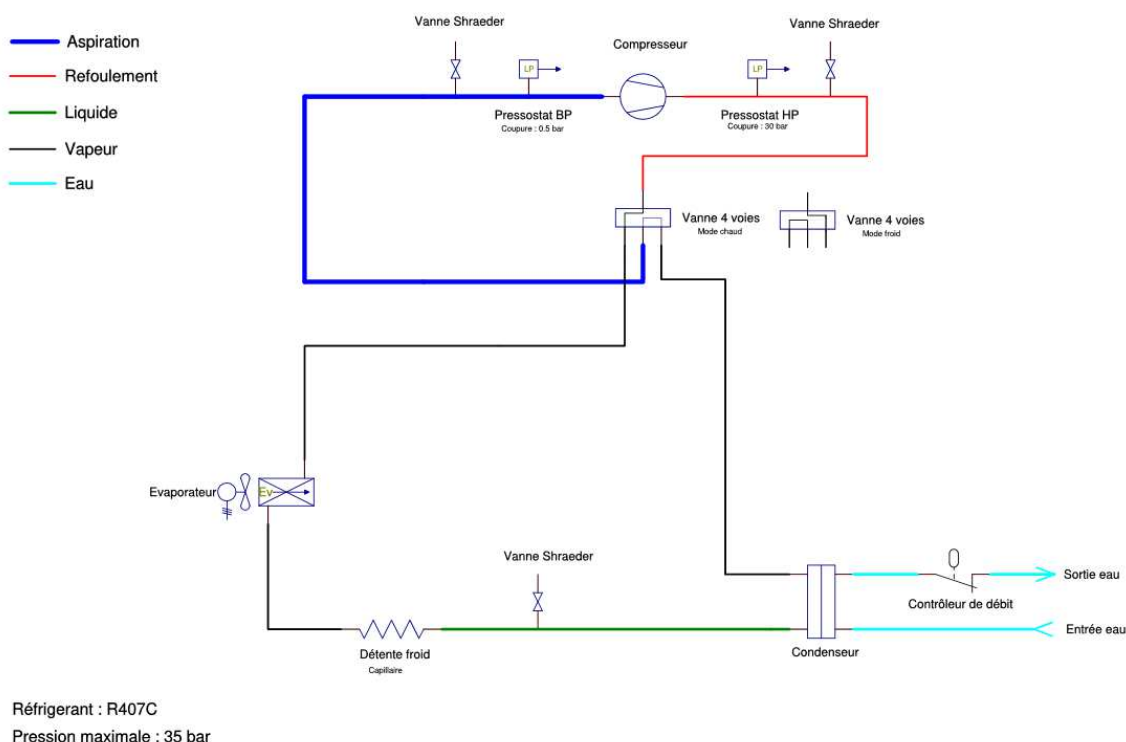 Vanne Shraeder
Vanne Shraeder
Aspiration
Compresseur
Refoulement
LP
LP
Liquide
Pressostat BP
Coupure : 0.5 bar
Pressostat HP
Coupure : 30 bar
Vapeur
Eau
Vanne 4 voies
Mode chaud
Vanne 4 voies
Mode froid
Evaporateur
Ev
Vanne Shraeder
Sortie eau
Contrôleur de débit
Entrée eau
Détente froid
Capillaire
Condenseur
Réfrigerant : R407C
Pression maximale : 35 bar